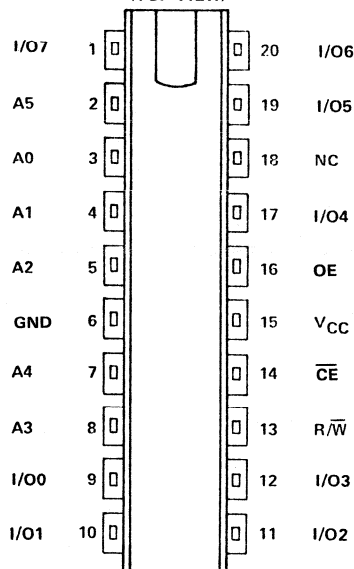 I/O7 1 20 I/O6
A5 2 19 I/O5
A0 3 18 NC
A1 4 17 I/O4
A2 5 16 OE
GND 6 15 VCC
A4 7 14 C̅E̅
A3 8 13 R/W̅
I/O0 9 12 I/O3
I/O1 10 11 I/O2